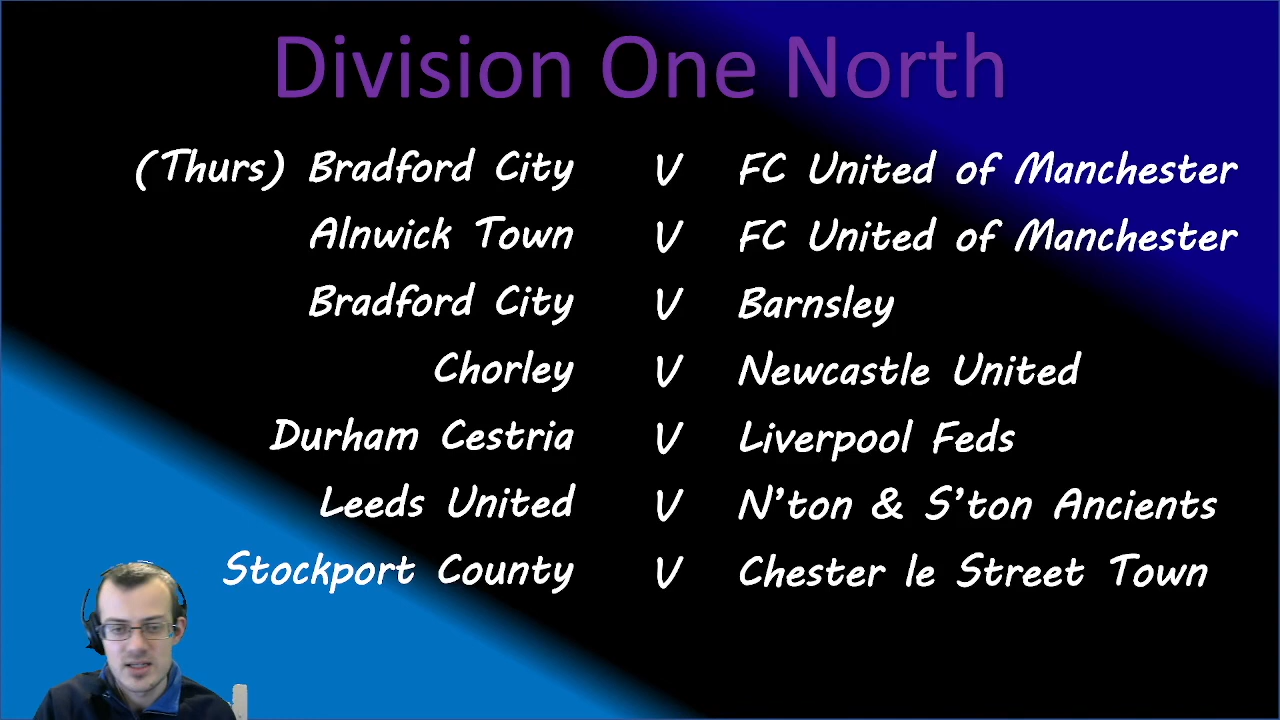 Division One North
(Thurs) Bradford City V FC United of Manchester
Alnwick Town V FC United of Manchester
Bradford City V Barnsley
Chorley V Newcastle United
Durham Cestria V Liverpool Feds
Leeds United V N'ton & S'ton Ancients
Stockport County V Chester le Street Town